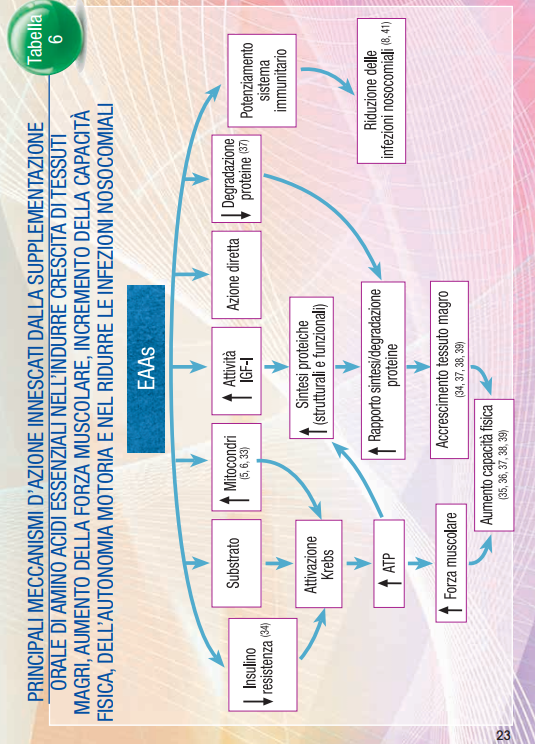 Tabella
6
PRINCIPALI MECCANISMI D'AZIONE INNESCATI DALLA SUPPLEMENTAZIONE
ORALE DI AMINO ACIDI ESSENZIALI NELL'INDURRE CRESCITA DI TESSUTI
MAGRI, AUMENTO DELLA FORZA MUSCOLARE, INCREMENTO DELLA CAPACITÀ
FISICA, DELL'AUTONOMIA MOTORIA E NEL RIDURRE LE INFEZIONI NOSOCOMIALI
EAAs
Insulino
resistenza (34)
Substrato
Mitocondri
(5, 6, 33)
Attività
IGF-I
Azione diretta
Degradazione
proteine (37)
Potenziamento
sistema
immunitario
Attivazione
Krebs
Sintesi proteiche
(strutturali e funzionali)
Riduzione delle
infezioni nosocomiali (8, 41)
ATP
Rapporto sintesi/degradazione
proteine
Forza muscolare
Accrescimento tessuto magro
(34, 37, 38, 39)
Aumento capacità fisica
(35, 36, 37, 38, 39)
23